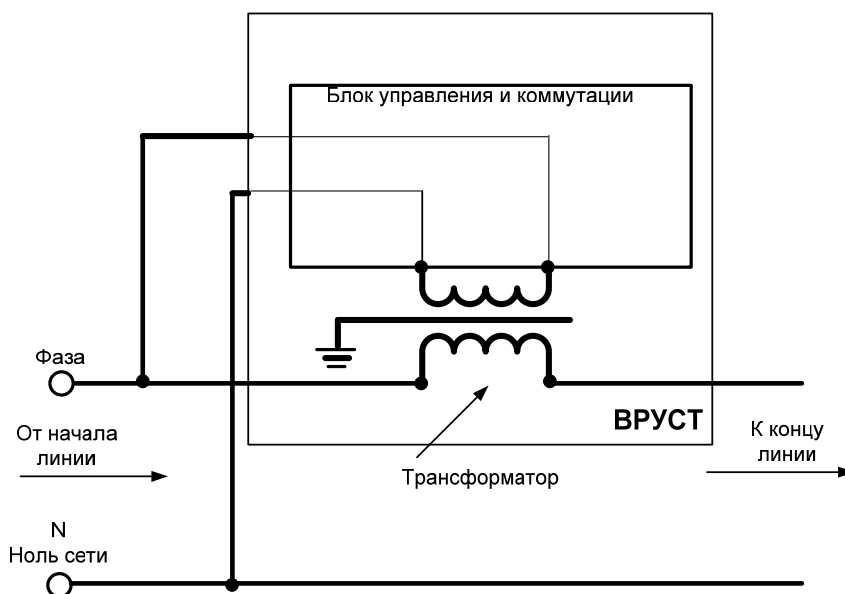 Блок управления и коммутации
Фаза
ВРУСТ
От начала
линии
К концу
линии
Трансформатор
N
Ноль сети